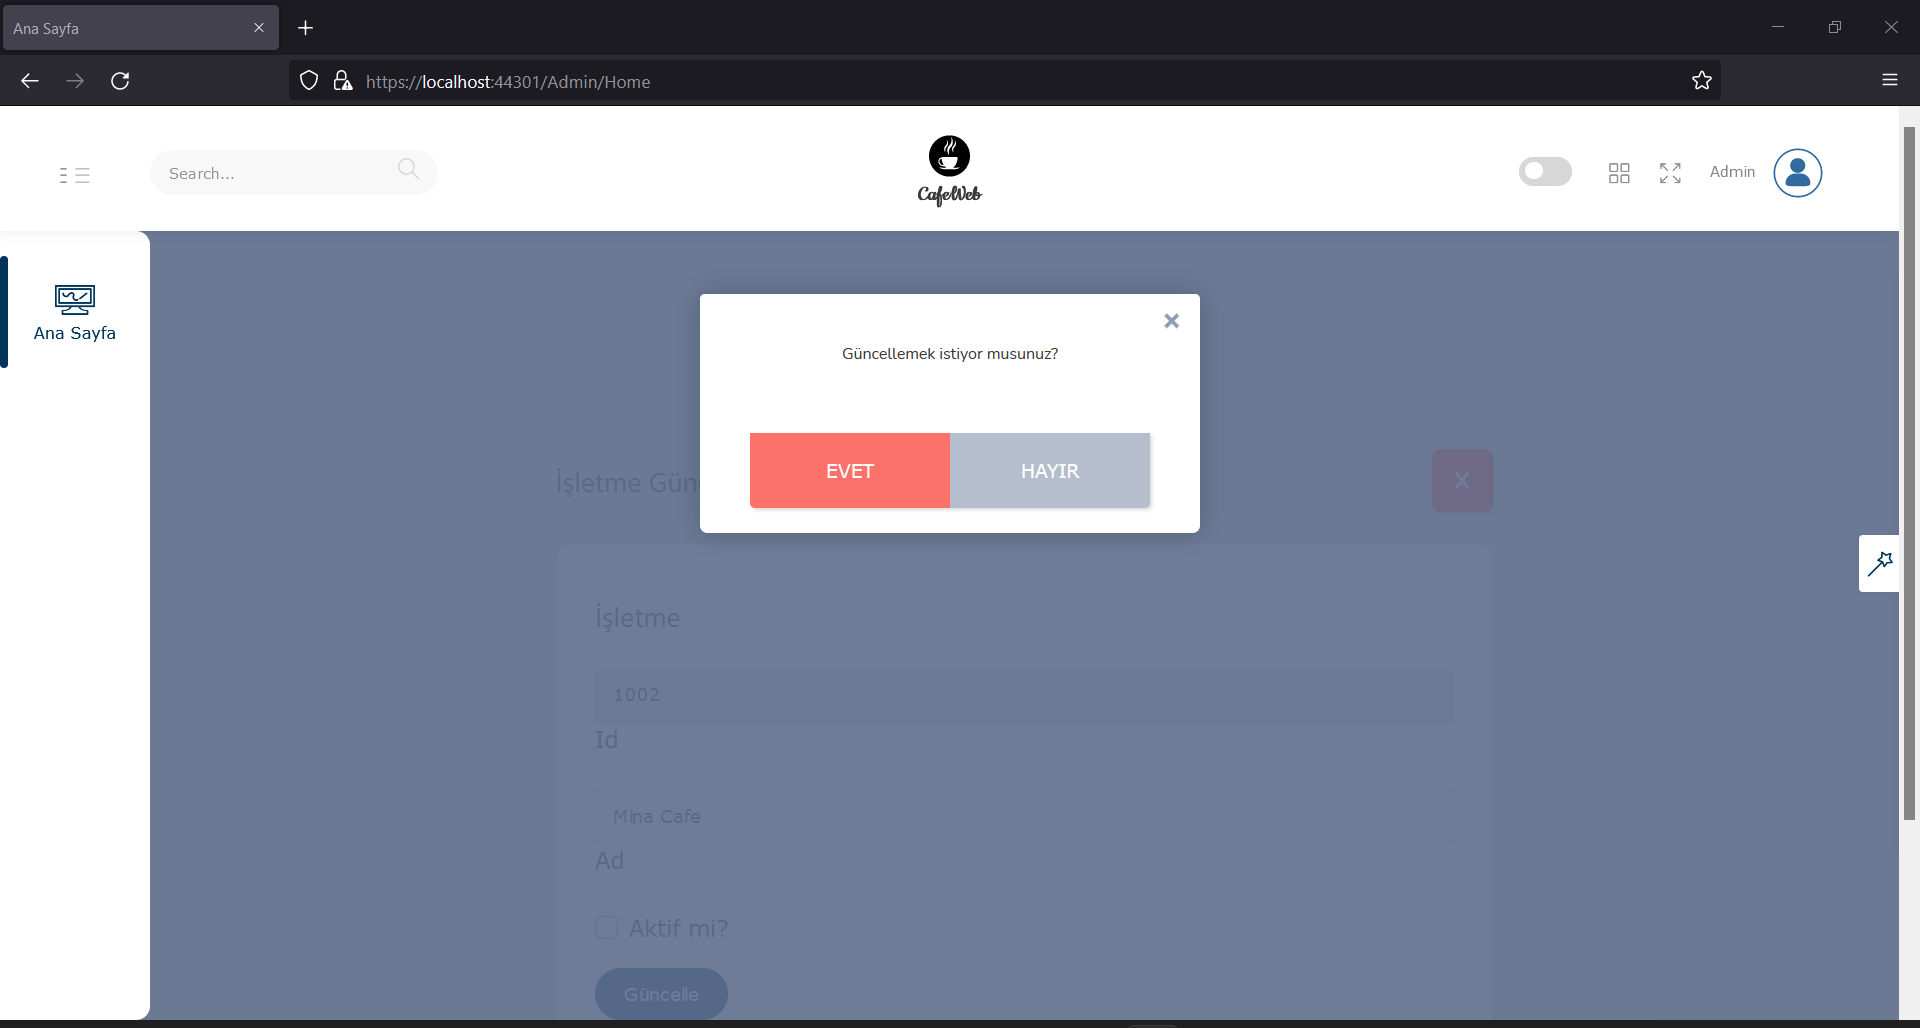 Ana Sayfa
https://localhost:44301/Admin/Home
Search...
CafeWeb
Admin
Ana Sayfa
Güncellemek istiyor musunuz?
EVET
HAYIR
İşletme Gün
X
İşletme
1002
Id
Mina Cafe
Ad
Aktif mi?
Güncelle